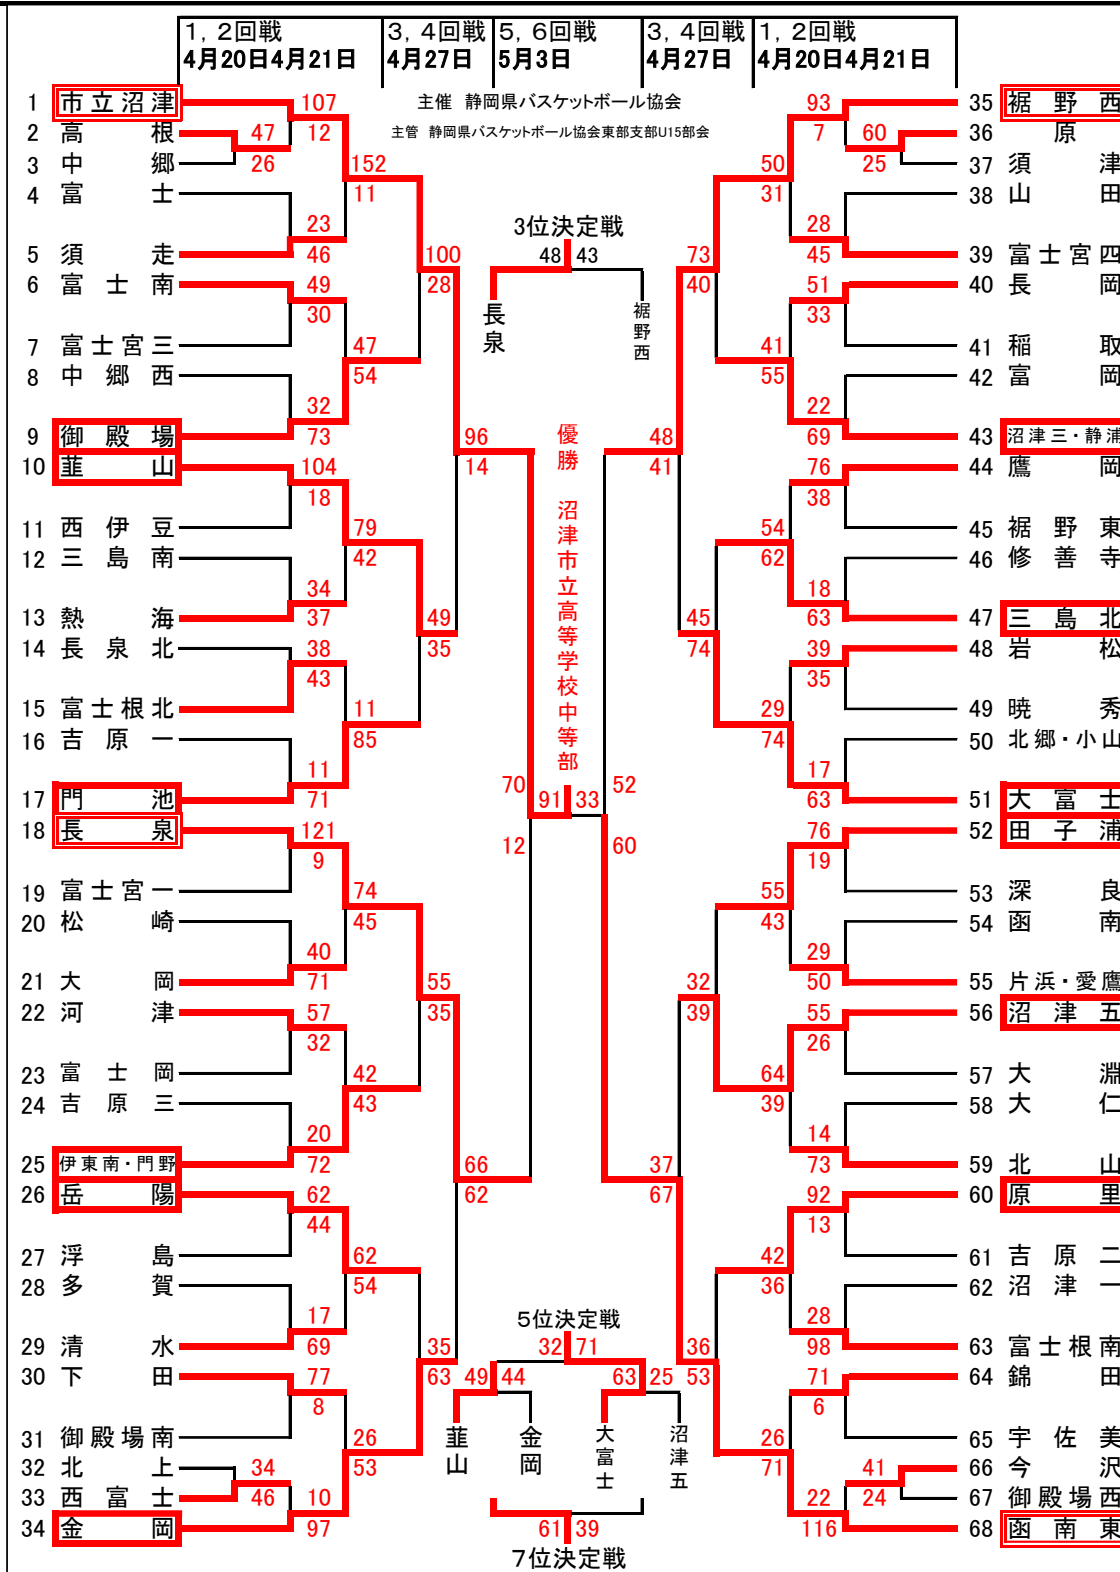 1, 2回戦 3, 4回戦 5, 6回戦 3, 4回戦 1, 2回戦
4月20日4月21日 4月27日 5月3日 4月27日 4月20日4月21日
主催 静岡県バスケットボール協会
主管 静岡県バスケットボール協会東部支部U15部会
1 市立沼津
2 高根
3 中郷
4 富士
5 須走
6 富士南
7 富士宮三
8 中郷西
9 御殿場
10 韮山
11 西伊豆
12 三島南
13 熱海
14 長泉北
15 富士根北
16 吉原一
17 門池
18 長泉
19 富士宮一
20 松崎
21 大岡
22 河津
23 富士岡
24 吉原三
25 伊東南・門野
26 岳陽
27 浮島
28 多賀
29 清水
30 下田
31 御殿場南
32 北上
33 西富士
34 金岡
47
26
34
46
107
12
23
46
49
30
32
73
104
18
34
37
38
43
11
71
121
9
40
71
57
32
20
72
62
44
17
69
77
8
10
97
152
11
47
54
79
42
11
85
74
45
42
43
62
54
26
53
100
28
49
35
55
35
35
63
96
14
66
62
70
12
3位決定戦
48 43
長泉
裾野西
優勝 沼津市立高等学校中等部
91 33
5位決定戦
32 71
49 44
63 25
韮山
金岡
大富士
沼津五
61 39
7位決定戦
52
60
48
41
37
67
73
40
45
74
32
39
36
53
50
31
41
55
54
62
29
74
55
43
64
39
42
36
26
71
93
7
28
45
51
33
22
69
76
38
18
63
39
35
17
63
76
19
29
50
55
26
14
73
92
13
28
98
71
6
22
116
60
25
41
24
35 裾野西
36 原
37 須津
38 山田
39 富士宮四
40 長岡
41 稲取
42 富岡
43 沼津三・静浦
44 鷹岡
45 裾野東
46 修善寺
47 三島北
48 岩松
49 暁秀
50 北郷・小山
51 大富士
52 田子浦
53 深良
54 函南
55 片浜・愛鷹
56 沼津五
57 大淵
58 大仁
59 北山
60 原里
61 吉原二
62 沼津一
63 富士根南
64 錦田
65 宇佐美
66 今沢
67 御殿場西
68 函南東